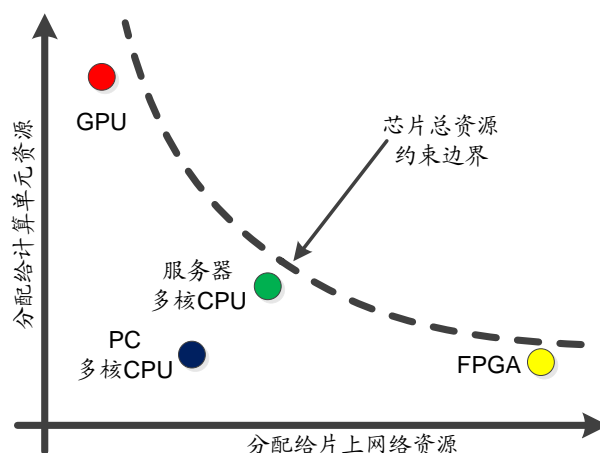 GPU
芯片总资源
约束边界
分配给计算单元资源
服务器
多核CPU
PC
多核CPU
FPGA
分配给片上网络资源